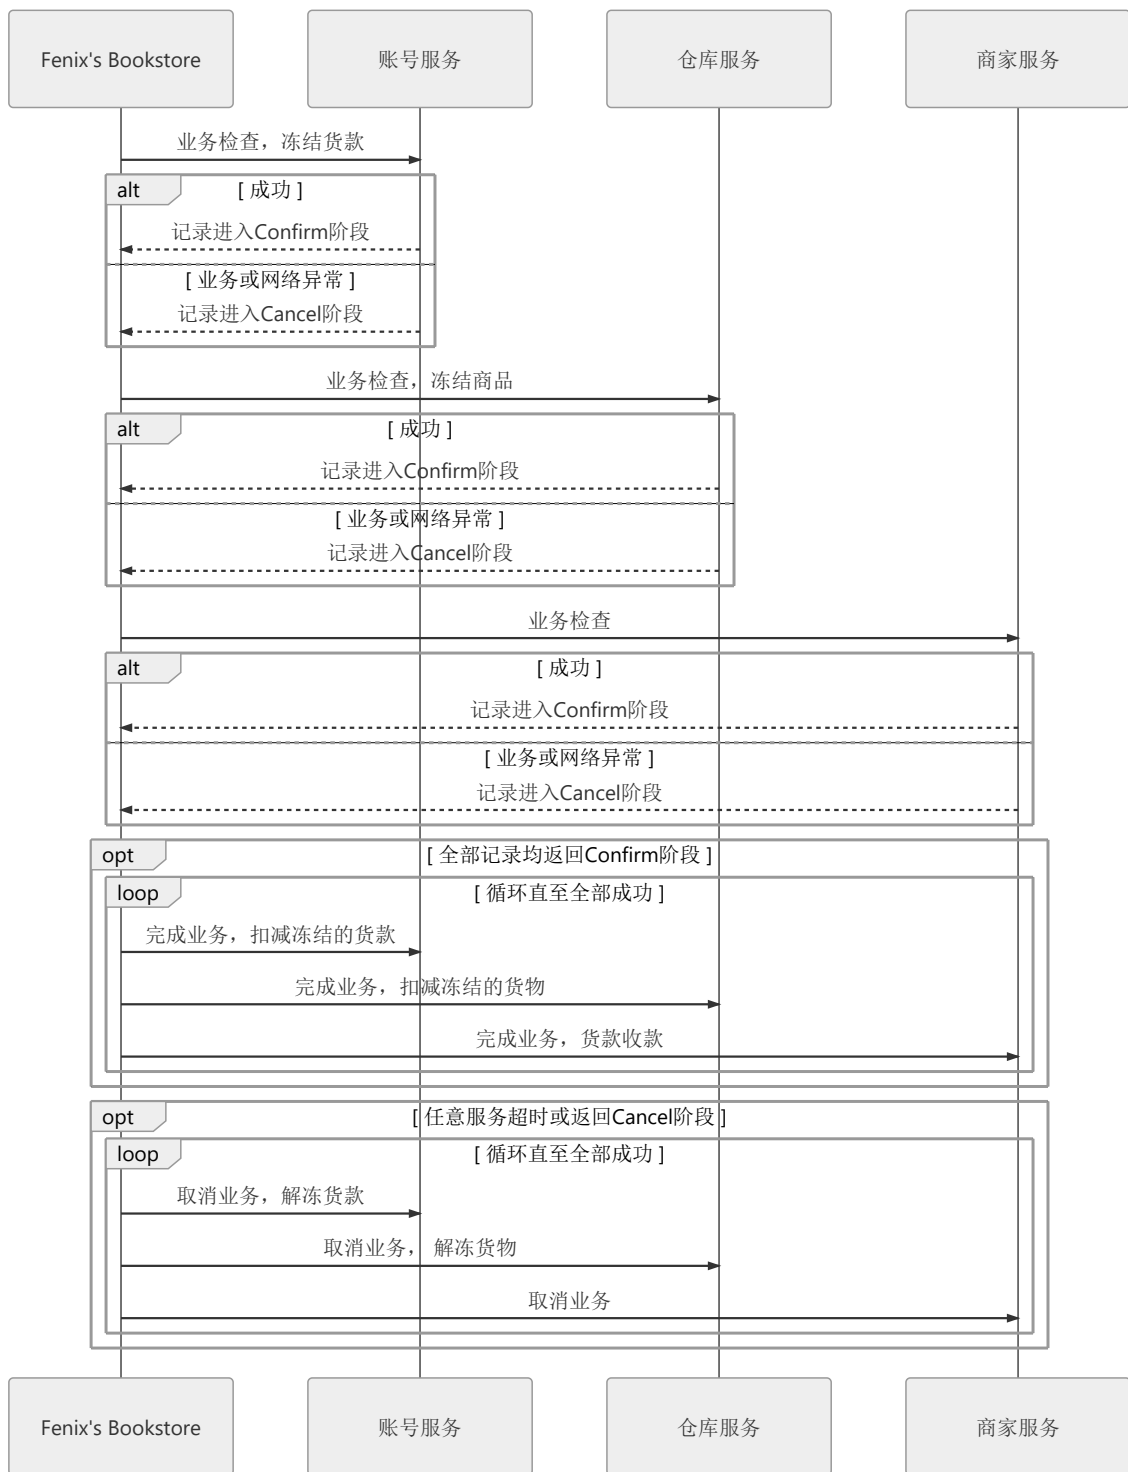 Fenix's Bookstore
账号服务
仓库服务
商家服务
业务检查，冻结货款
alt
[ 成功 ]
记录进入Confirm阶段
[ 业务或网络异常 ]
记录进入Cancel阶段
业务检查，冻结商品
alt
[ 成功 ]
记录进入Confirm阶段
[ 业务或网络异常 ]
记录进入Cancel阶段
业务检查
alt
[ 成功 ]
记录进入Confirm阶段
[ 业务或网络异常 ]
记录进入Cancel阶段
opt
[ 全部记录均返回Confirm阶段 ]
loop
[ 循环直至全部成功 ]
完成业务，扣减冻结的货款
完成业务，扣减冻结的货物
完成业务，货款收款
opt
[ 任意服务超时或返回Cancel阶段 ]
loop
[ 循环直至全部成功 ]
取消业务，解冻货款
取消业务， 解冻货物
取消业务
Fenix's Bookstore
账号服务
仓库服务
商家服务